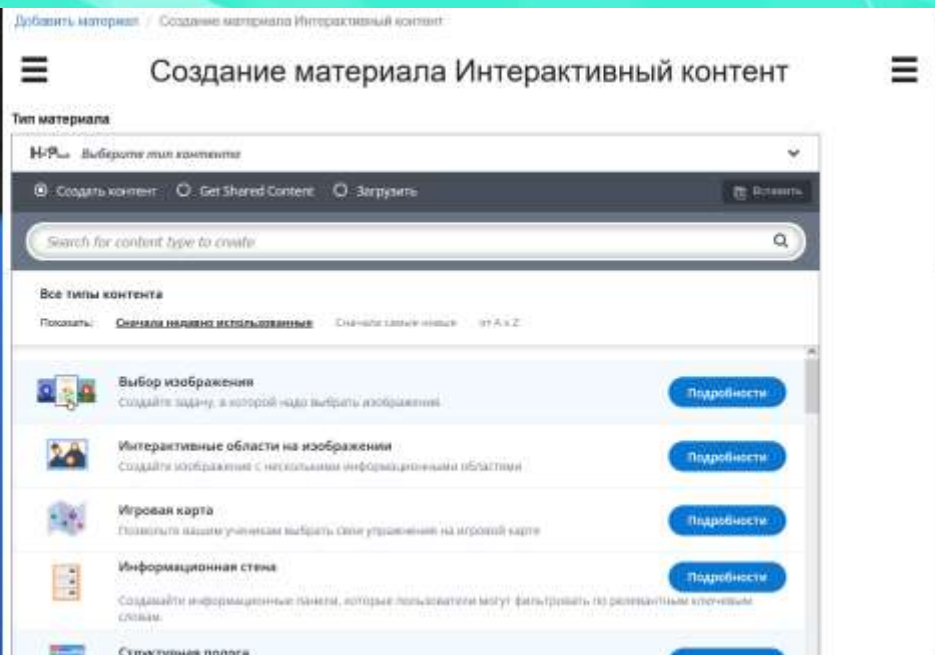 Добавить материал / Создание материала Интерактивный контент
Создание материала Интерактивный контент
Тип материала
Выберите тип контента
Создать контент Get Shared Content Загрузить Вставить
Search for content type to create
Все типы контента
Показать: Сначала недавно использованные Сначала самые новые от A к Z
Выбор изображения
Создайте задачу, в которой надо выбрать изображения
Подробности
Интерактивные области на изображении
Создайте изображение с несколькими информационными областями
Подробности
Игровая карта
Позвольте вашим ученикам выбрать свои упражнения на игровой карте
Подробности
Информационная стена
Подробности
Создавайте информационные панели, которые пользователи могут фильтровать по релевантным ключевым
словам.
Структурная полоса